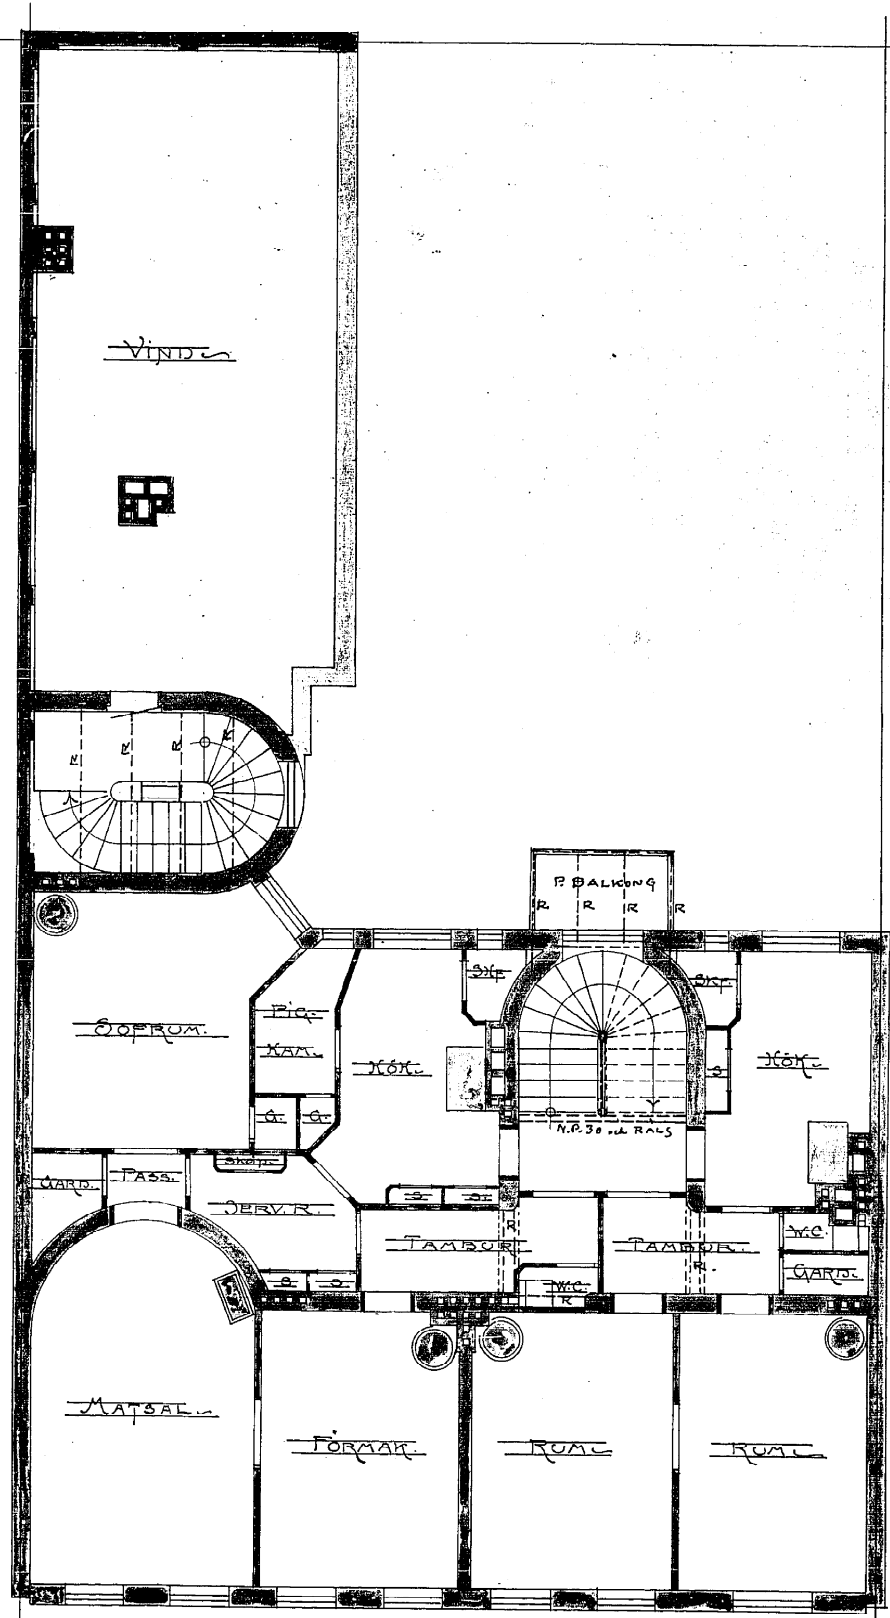 VIND
R R R R
P. BALKONG
R R R R
SKF.
SKF.
SOFRUM.
PIG.
KAM.
KÖK.
S
KÖK.
G. G.
N.P. 30 och RALS
SKÅP.
GARD. PASS.
SERV. R.
S S
R
W.C.
TAMBUR.
TAMBUR.
R.
GARD.
S S
W.C.
R
MATSAL.
FÖRMAK.
RUM
RUM